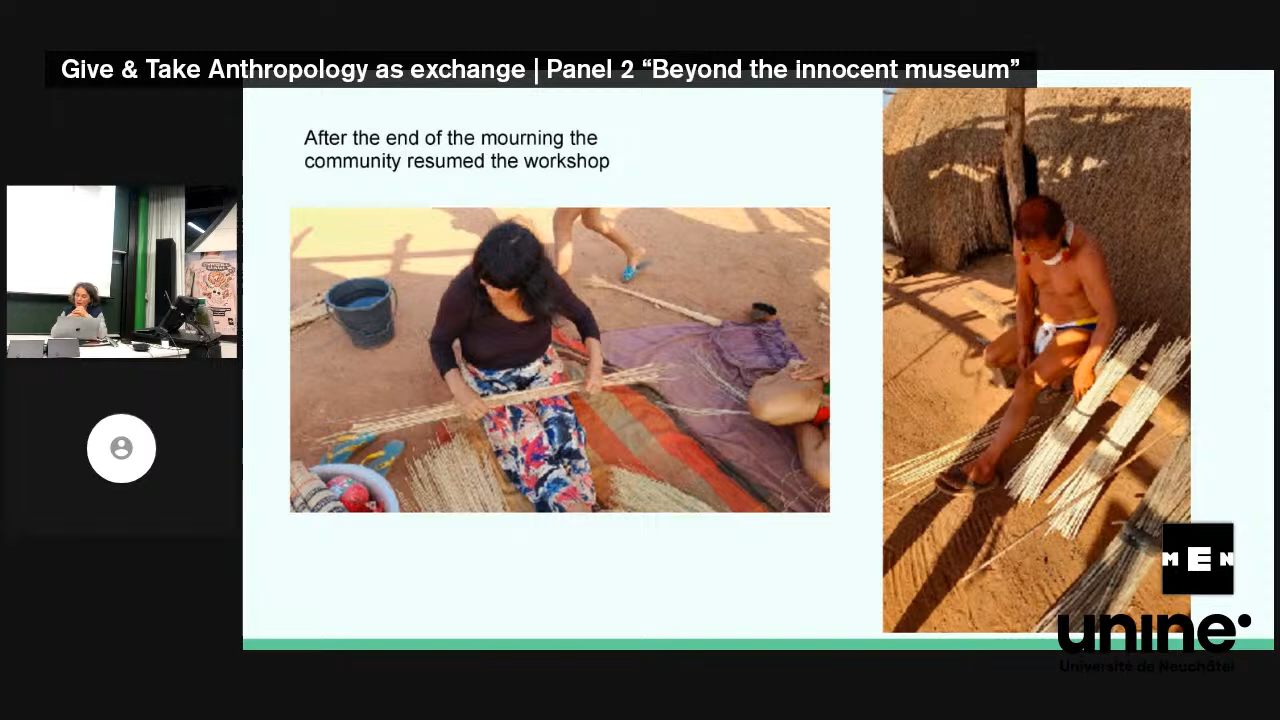 Give & Take Anthropology as exchange | Panel 2 “Beyond the innocent museum”
After the end of the mourning the
community resumed the workshop
MEN
unine
Université de Neuchâtel